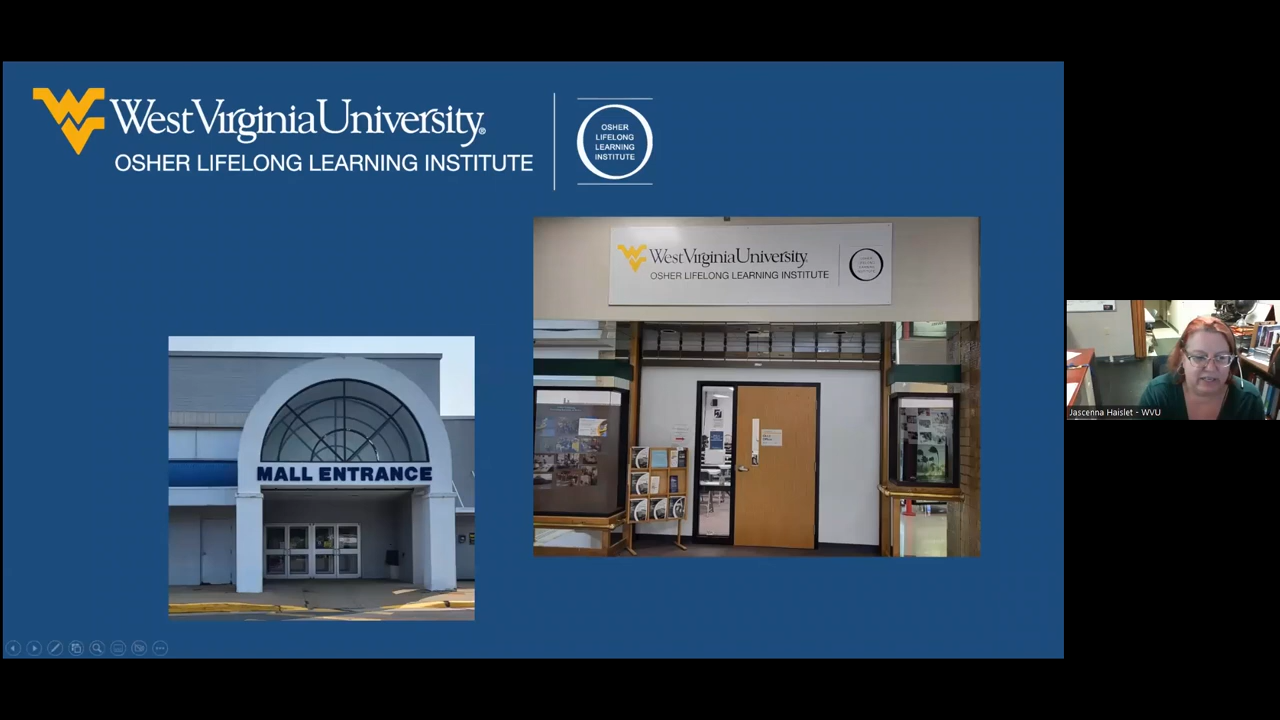 West Virginia University®
OSHER LIFELONG LEARNING INSTITUTE
OSHER
LIFELONG
LEARNING
INSTITUTE
West Virginia University
OSHER LIFELONG LEARNING INSTITUTE
MALL ENTRANCE
Jascenna Haislet - WVU